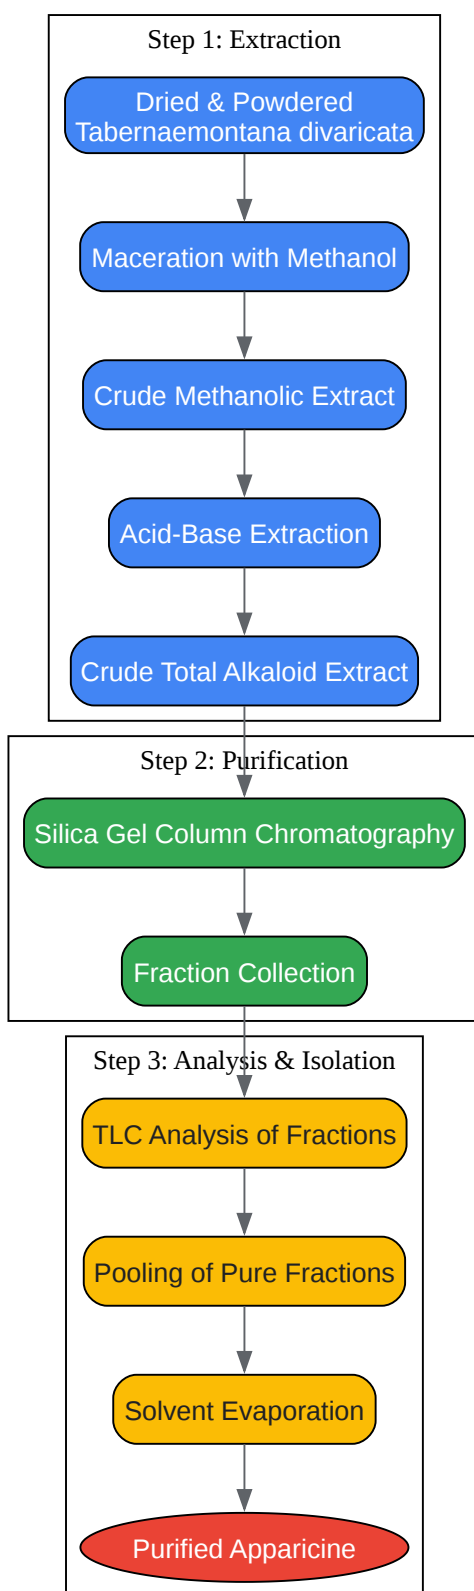 Step 1: Extraction
Dried & Powdered
Tabernaemontana divaricata
Maceration with Methanol
Crude Methanolic Extract
Acid-Base Extraction
Crude Total Alkaloid Extract
Step 2: Purification
Silica Gel Column Chromatography
Fraction Collection
Step 3: Analysis & Isolation
TLC Analysis of Fractions
Pooling of Pure Fractions
Solvent Evaporation
Purified Apparicine